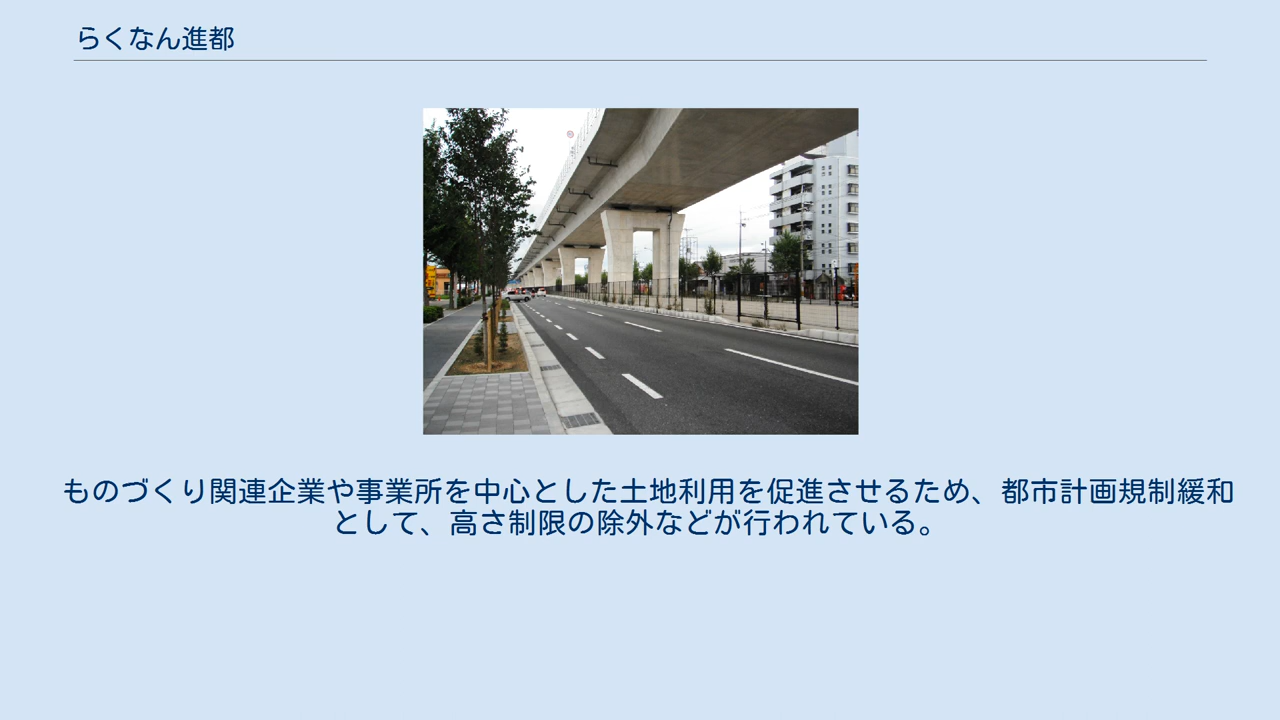 らくなん進都
ものづくり関連企業や事業所を中心とした土地利用を促進させるため、都市計画規制緩和
として、高さ制限の除外などが行われている。